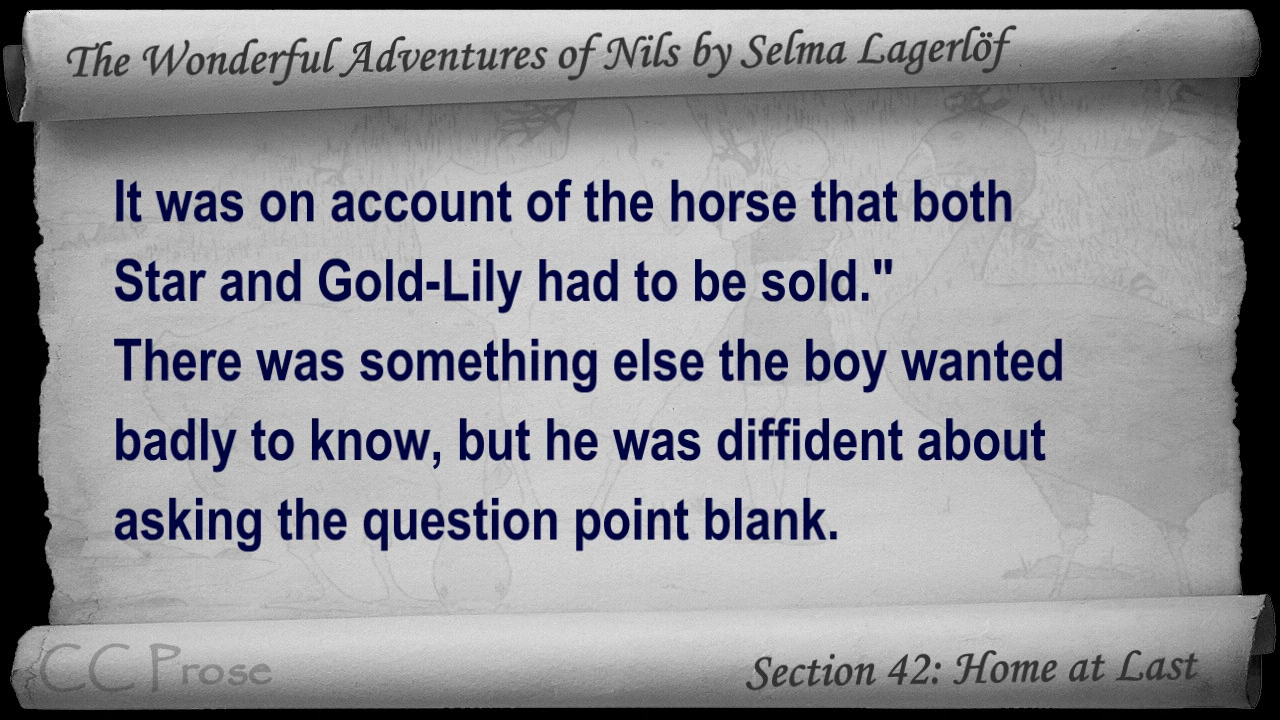 The Wonderful Adventures of Nils by Selma Lagerlöf
It was on account of the horse that both
Star and Gold-Lily had to be sold."
There was something else the boy wanted
badly to know, but he was diffident about
asking the question point blank.
CC Prose
Section 42: Home at Last